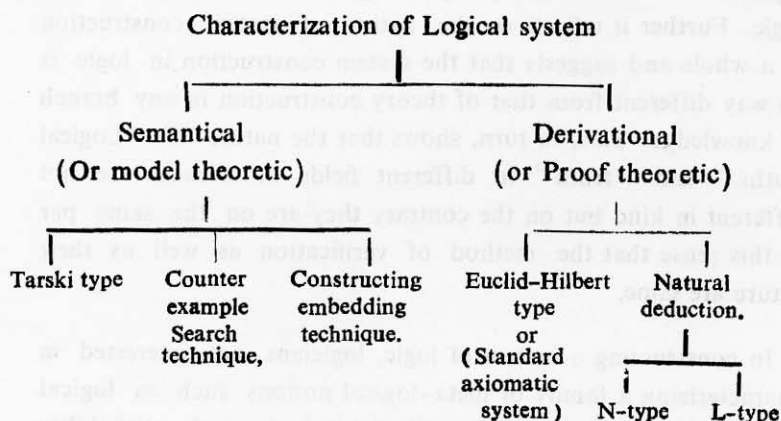 Characterization of Logical system
Semantical
(Or model theoretic)
Derivational
(or Proof theoretic)
Tarski type
Counter
example
Search
technique,
Constructing
embedding
technique.
Euclid–Hilbert
type
or
(Standard
axiomatic
system)
Natural
deduction.
N-type
L-type